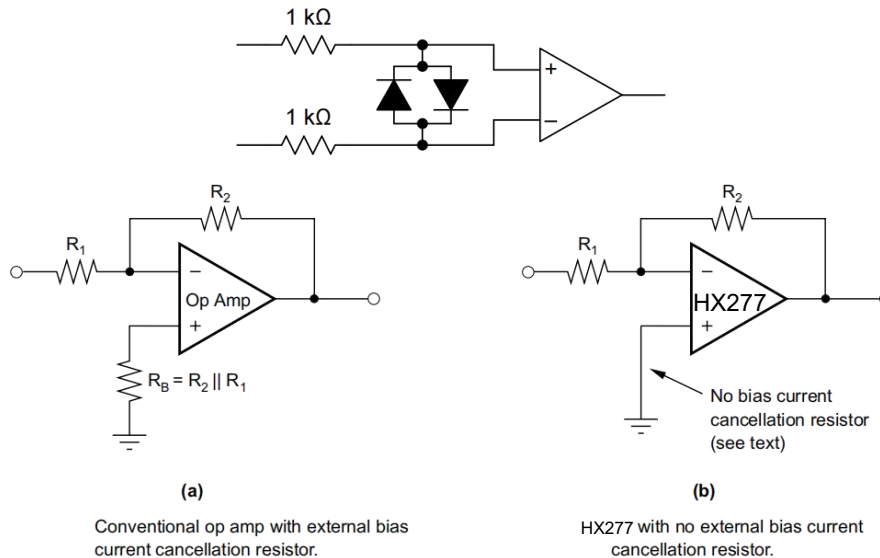 1 kΩ
+
1 kΩ
−
R2
R1
−
Op Amp
+
RB = R2 || R1
R2
R1
−
HX277
+
No bias current
cancellation resistor
(see text)
(a)
Conventional op amp with external bias
current cancellation resistor.
(b)
HX277 with no external bias current
cancellation resistor.